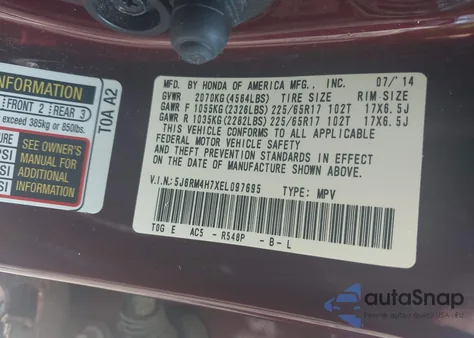 INFORMATION
FRONT 2 REAR 3
exceed 385kg or 850lbs.
SEE OWNER'S
MANUAL FOR
ADDITIONAL
INFORMATION
TOA A2
MFD. BY HONDA OF AMERICA MFG., INC. 07/'14
GVWR 2070KG(4564LBS) TIRE SIZE RIM SIZE
GAWR F 1055KG(2326LBS)225/65R17 102T 17X6.5J
GAWR R 1035KG(2282LBS)225/65R17 102T 17X6.5J
THIS VEHICLE CONFORMS TO ALL APPLICABLE
FEDERAL MOTOR VEHICLE SAFETY
AND THEFT PREVENTION STANDARDS IN EFFECT ON
THE DATE OF MANUFACTURE SHOWN ABOVE.
V.I.N.:5J6RM4H7XEL097695 TYPE: MPV
TOG E AC5 - R548P -B-L
autoSnap